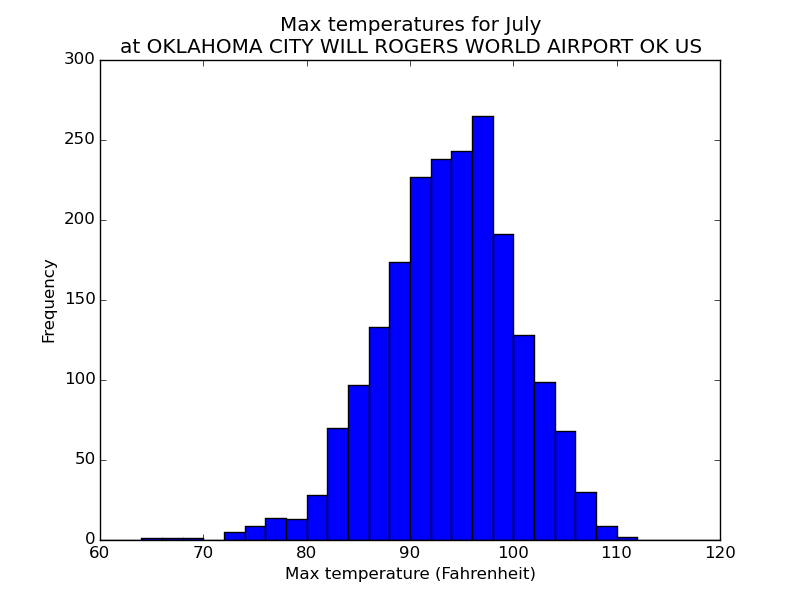 Max temperatures for July
at OKLAHOMA CITY WILL ROGERS WORLD AIRPORT OK US
300
250
200
150
100
50
0
Frequency
60 70 80 90 100 110 120
Max temperature (Fahrenheit)